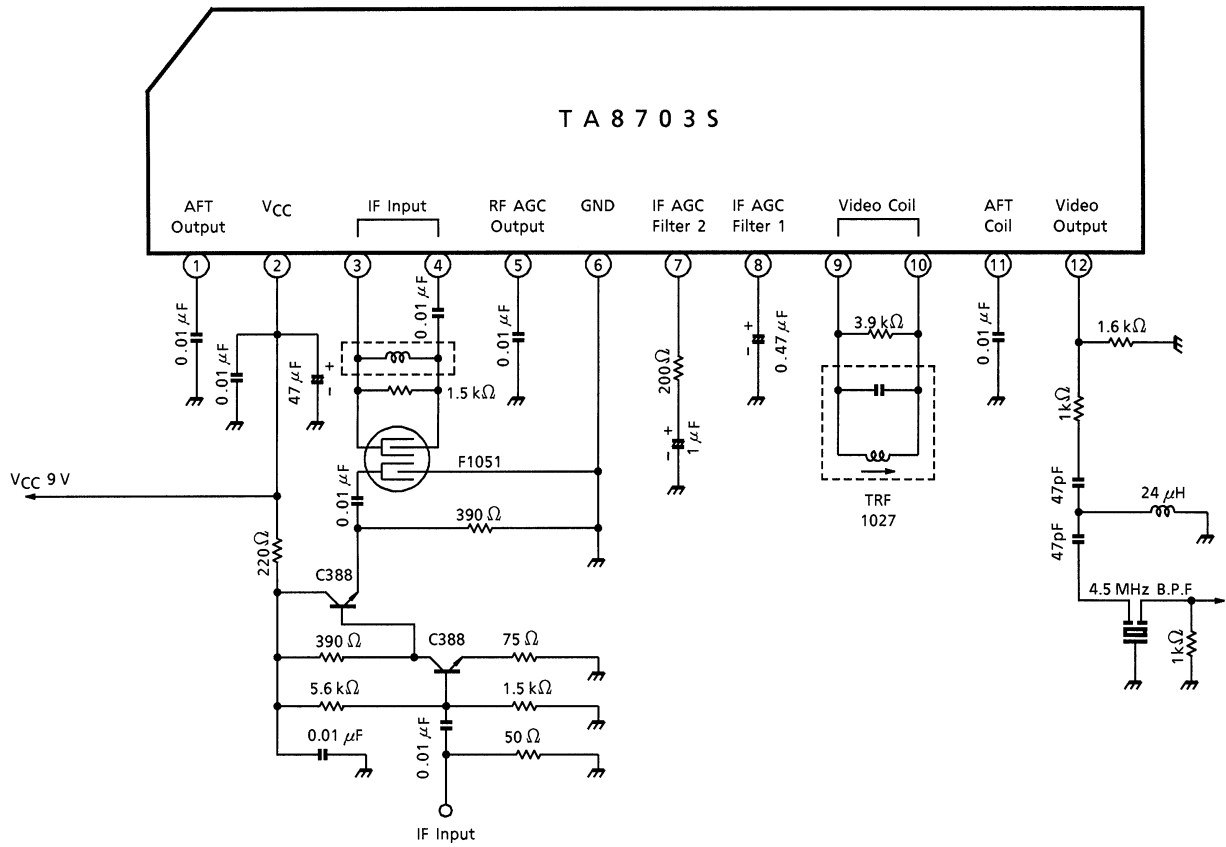 TA8703S
AFT
Output
VCC
IF Input
RF AGC
Output
GND
IF AGC
Filter 2
IF AGC
Filter 1
Video Coil
AFT
Coil
Video
Output
1
2
3
4
5
6
7
8
9
10
11
12
0.01 μF
0.01 μF
47 μF
+
−
0.01 μF
1.5 kΩ
0.01 μF
200Ω
+
−
1 μF
+
−
0.47 μF
3.9 kΩ
TRF
1027
0.01 μF
1.6 kΩ
1kΩ
47pF
24 μH
47pF
4.5 MHz B.P.F
1kΩ
F1051
0.01 μF
390 Ω
VCC 9 V
220Ω
C388
390 Ω
C388
75 Ω
5.6 kΩ
1.5 kΩ
0.01 μF
0.01 μF
50 Ω
IF Input